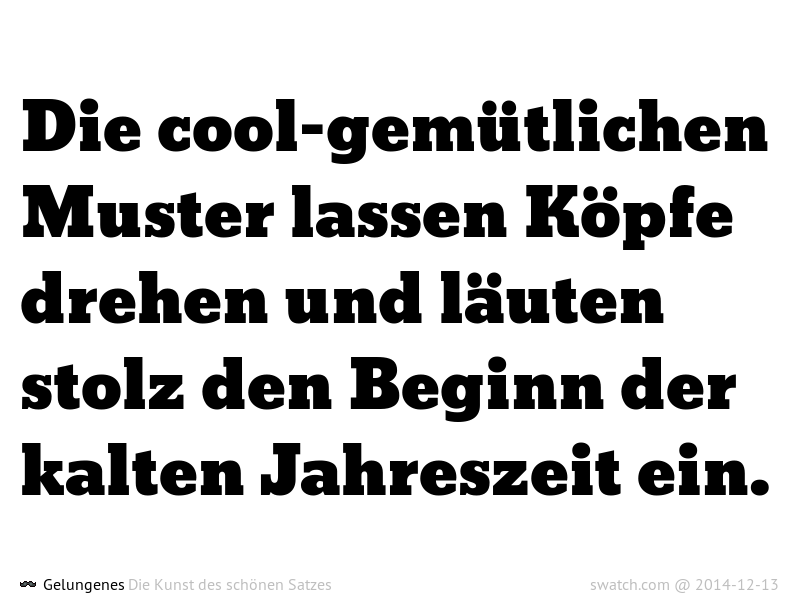 Die cool-gemütlichen
Muster lassen Köpfe
drehen und läuten
stolz den Beginn der
kalten Jahreszeit ein.
Gelungenes Die Kunst des schönen Satzes swatch.com @ 2014-12-13